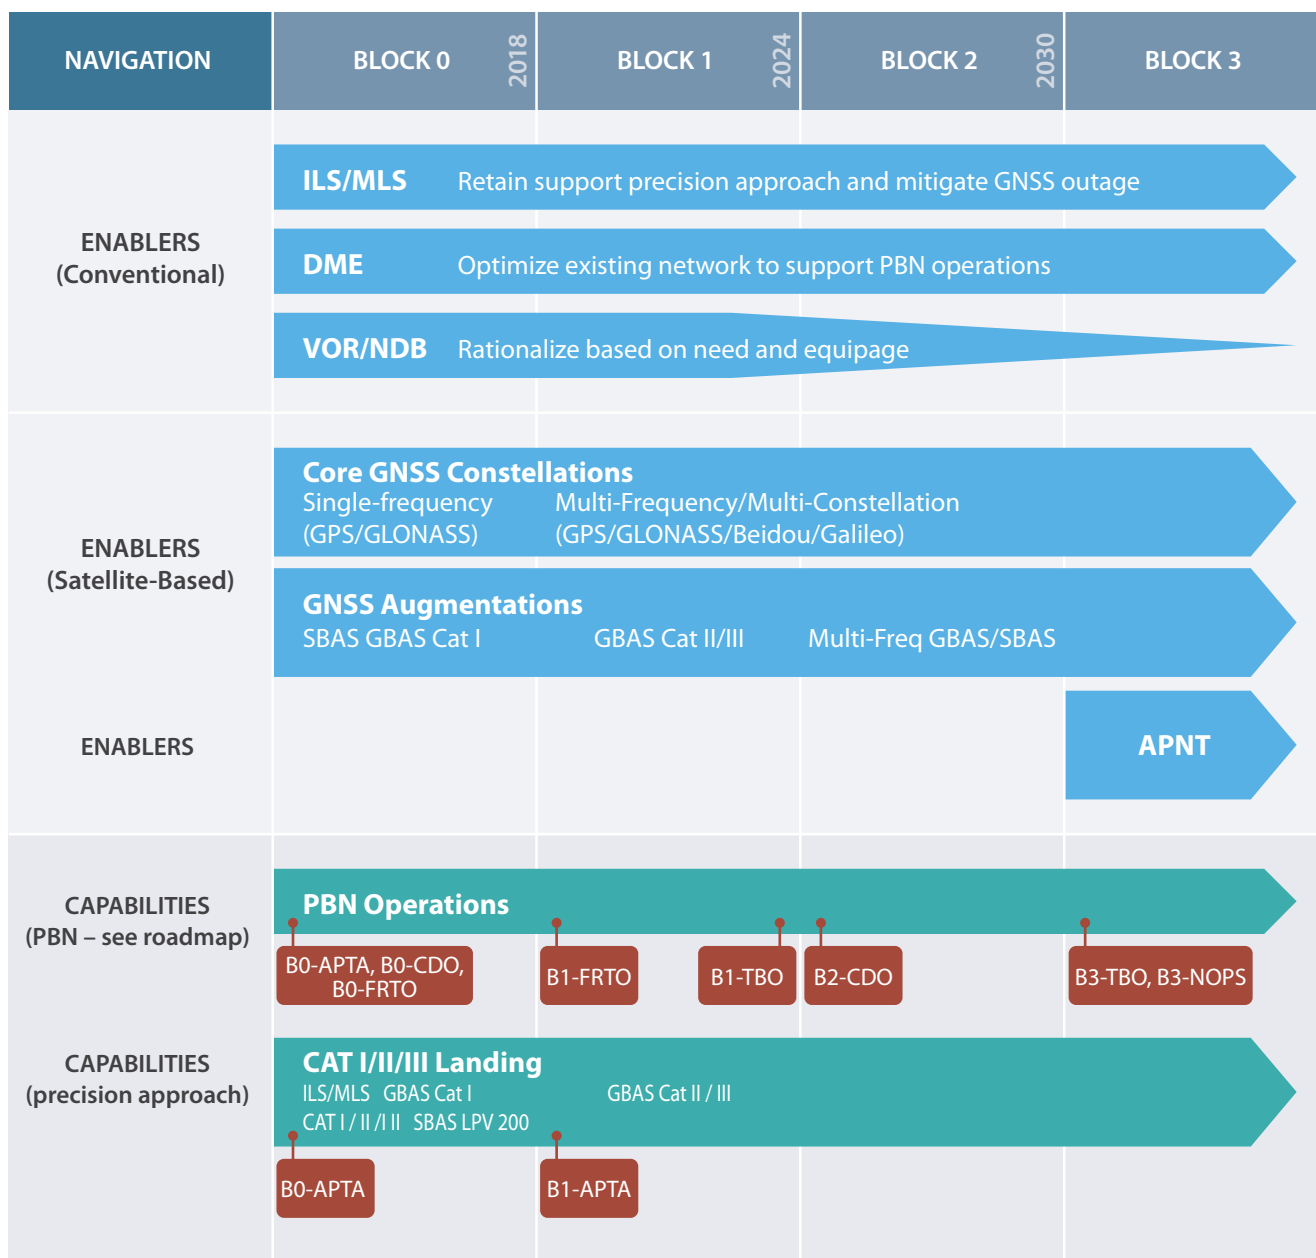 NAVIGATION
BLOCK 0
2018
BLOCK 1
2024
BLOCK 2
2030
BLOCK 3
ENABLERS
(Conventional)
ILS/MLS Retain support precision approach and mitigate GNSS outage
DME Optimize existing network to support PBN operations
VOR/NDB Rationalize based on need and equipage
ENABLERS
(Satellite-Based)
Core GNSS Constellations
Single-frequency
(GPS/GLONASS)
Multi-Frequency/Multi-Constellation
(GPS/GLONASS/Beidou/Galileo)
GNSS Augmentations
SBAS GBAS Cat I
GBAS Cat II/III
Multi-Freq GBAS/SBAS
ENABLERS
APNT
CAPABILITIES
(PBN – see roadmap)
PBN Operations
B0-APTA, B0-CDO,
B0-FRTO
B1-FRTO
B1-TBO
B2-CDO
B3-TBO, B3-NOPS
CAPABILITIES
(precision approach)
CAT I/II/III Landing
ILS/MLS GBAS Cat I
GBAS Cat II / III
CAT I / II /I II SBAS LPV 200
B0-APTA
B1-APTA